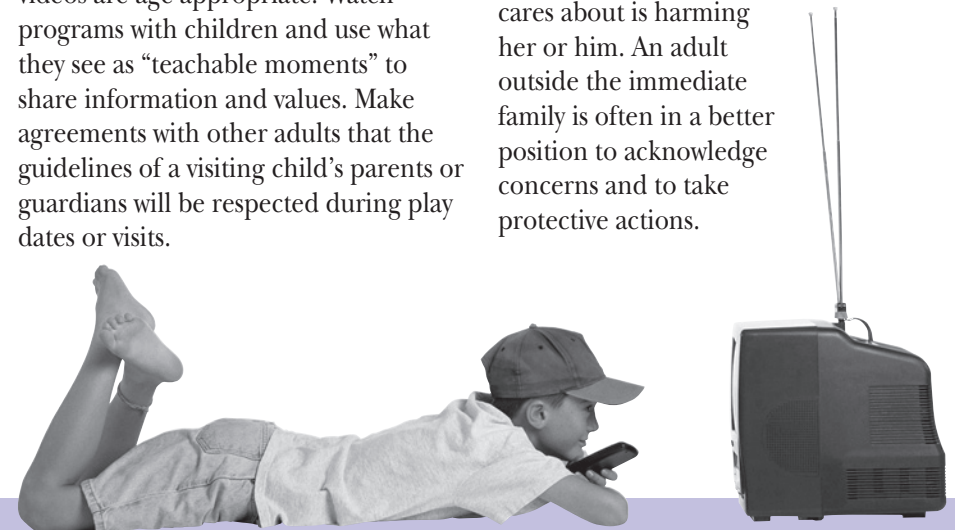 videos are age appropriate. Watch
programs with children and use what
they see as “teachable moments” to
share information and values. Make
agreements with other adults that the
guidelines of a visiting child’s parents or
guardians will be respected during play
dates or visits.
cares about is harming
her or him. An adult
outside the immediate
family is often in a better
position to acknowledge
concerns and to take
protective actions.